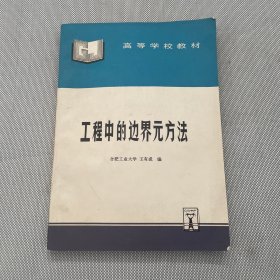 高等学校教材
工程中的边界元方法
合肥工业大学 王有成 编